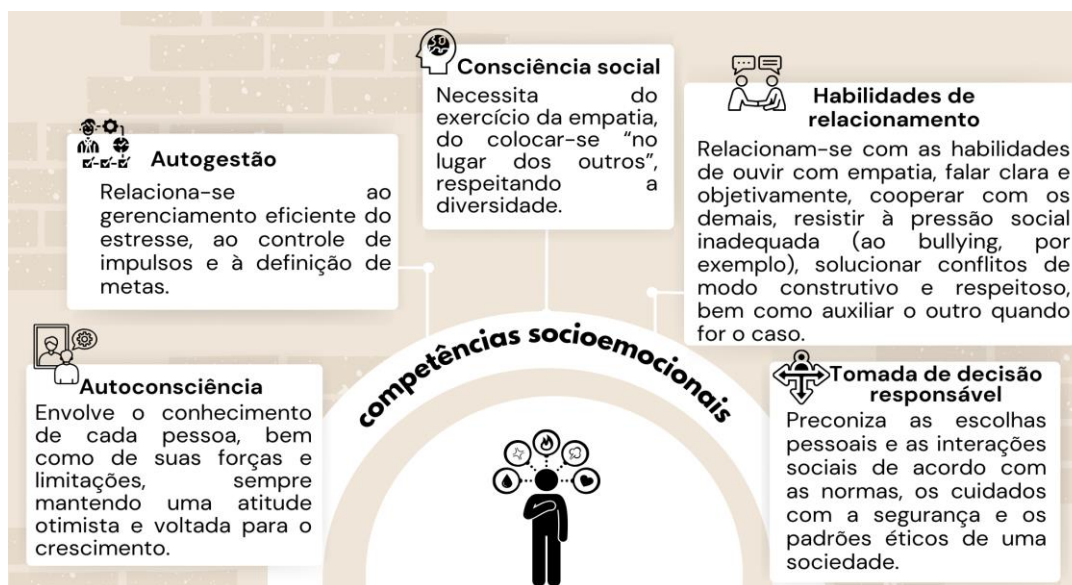 Consciência social
Necessita do
exercício da empatia,
do colocar-se “no
lugar dos outros”,
respeitando a
diversidade.
Habilidades de
relacionamento
Relacionam-se com as habilidades
de ouvir com empatia, falar clara e
objetivamente, cooperar com os
demais, resistir à pressão social
inadequada (ao bullying, por
exemplo), solucionar conflitos de
modo construtivo e respeitoso,
bem como auxiliar o outro quando
for o caso.
Autogestão
Relaciona-se ao
gerenciamento eficiente do
estresse, ao controle de
impulsos e à definição de
metas.
competências socioemocionais
Autoconsciência
Envolve o conhecimento
de cada pessoa, bem
como de suas forças e
limitações, sempre
mantendo uma atitude
otimista e voltada para o
crescimento.
Tomada de decisão
responsável
Preconiza as escolhas
pessoais e as interações
sociais de acordo com
as normas, os cuidados
com a segurança e os
padrões éticos de uma
sociedade.